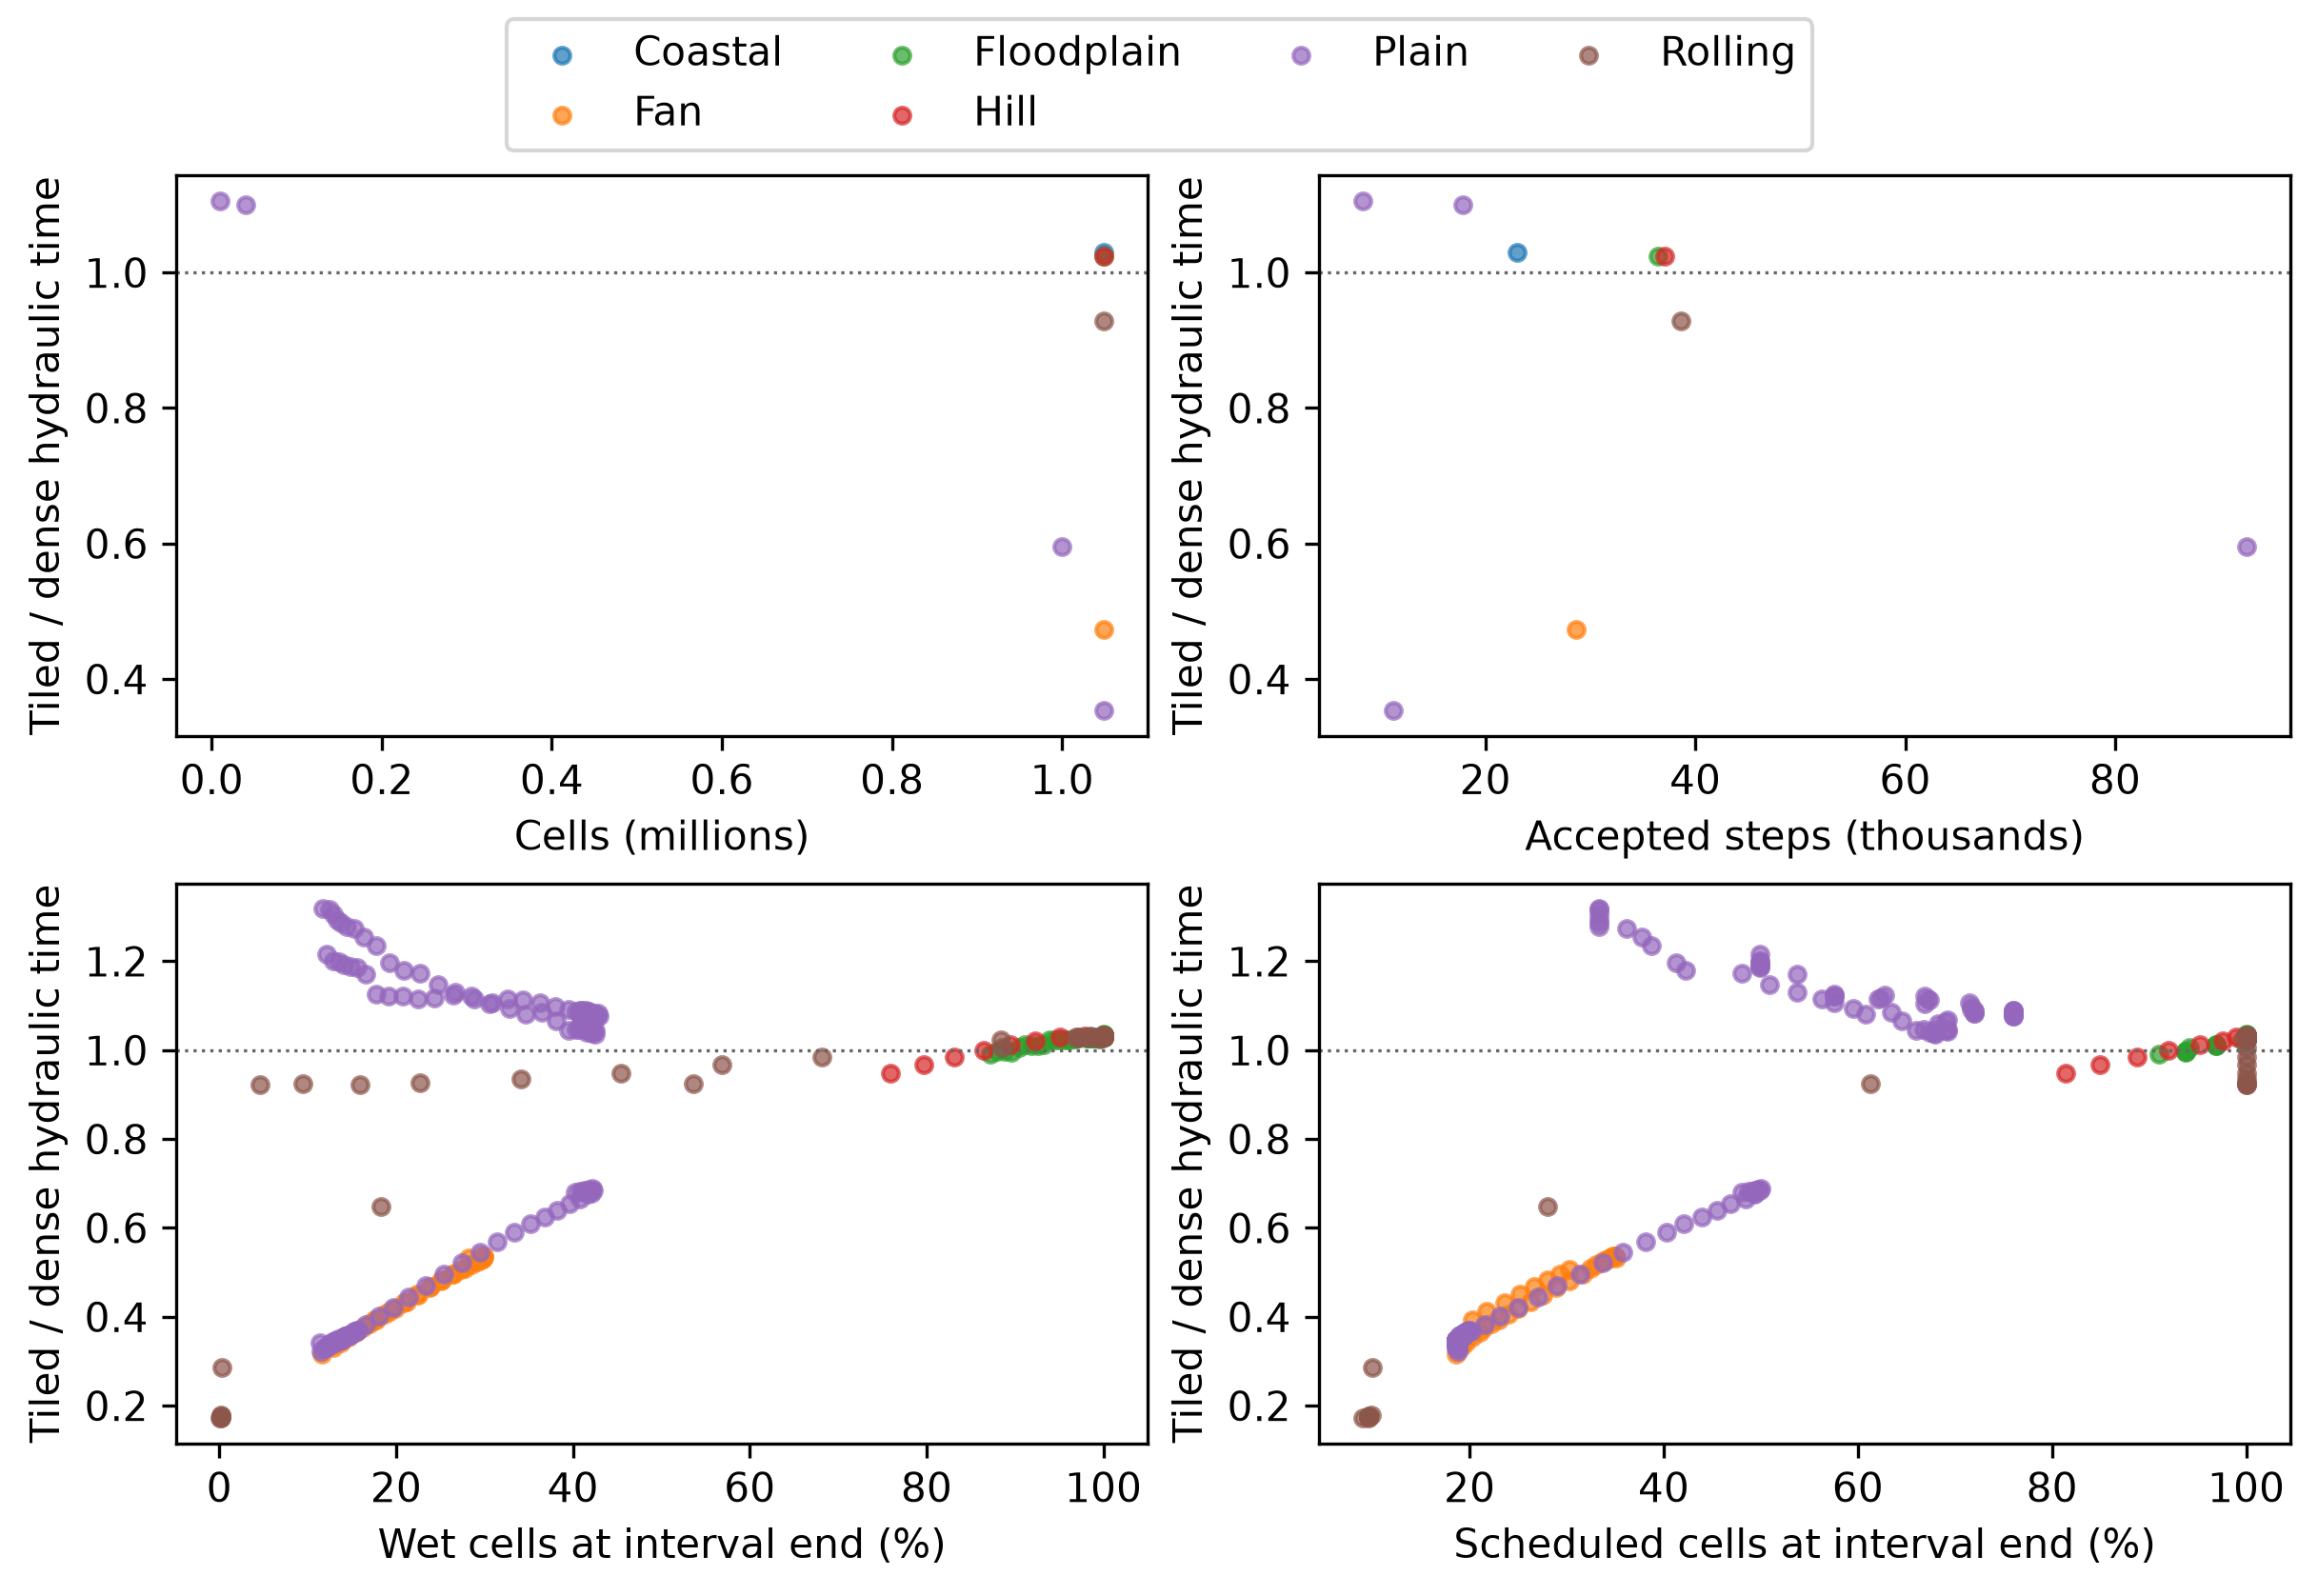 Coastal Floodplain Plain Rolling
Fan Hill
Tiled / dense hydraulic time
1.0
0.8
0.6
0.4
0.0 0.2 0.4 0.6 0.8 1.0
Cells (millions)
Tiled / dense hydraulic time
1.0
0.8
0.6
0.4
20 40 60 80
Accepted steps (thousands)
Tiled / dense hydraulic time
1.2
1.0
0.8
0.6
0.4
0.2
0 20 40 60 80 100
Wet cells at interval end (%)
Tiled / dense hydraulic time
1.2
1.0
0.8
0.6
0.4
0.2
20 40 60 80 100
Scheduled cells at interval end (%)